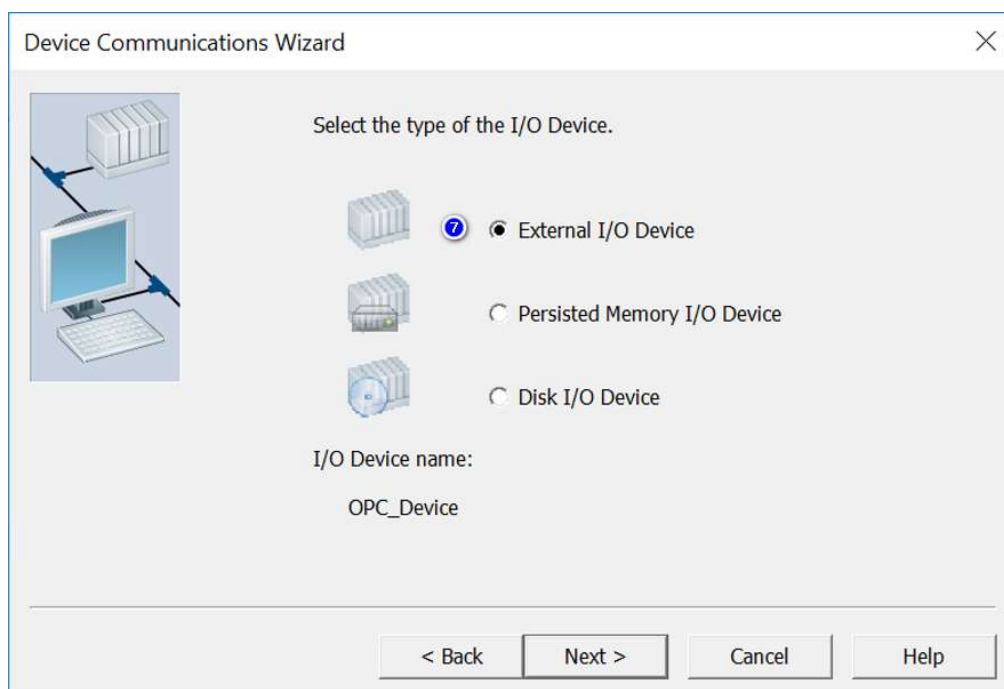 Device Communications Wizard
Select the type of the I/O Device.
7 External I/O Device
Persisted Memory I/O Device
Disk I/O Device
I/O Device name:
OPC_Device
< Back Next > Cancel Help